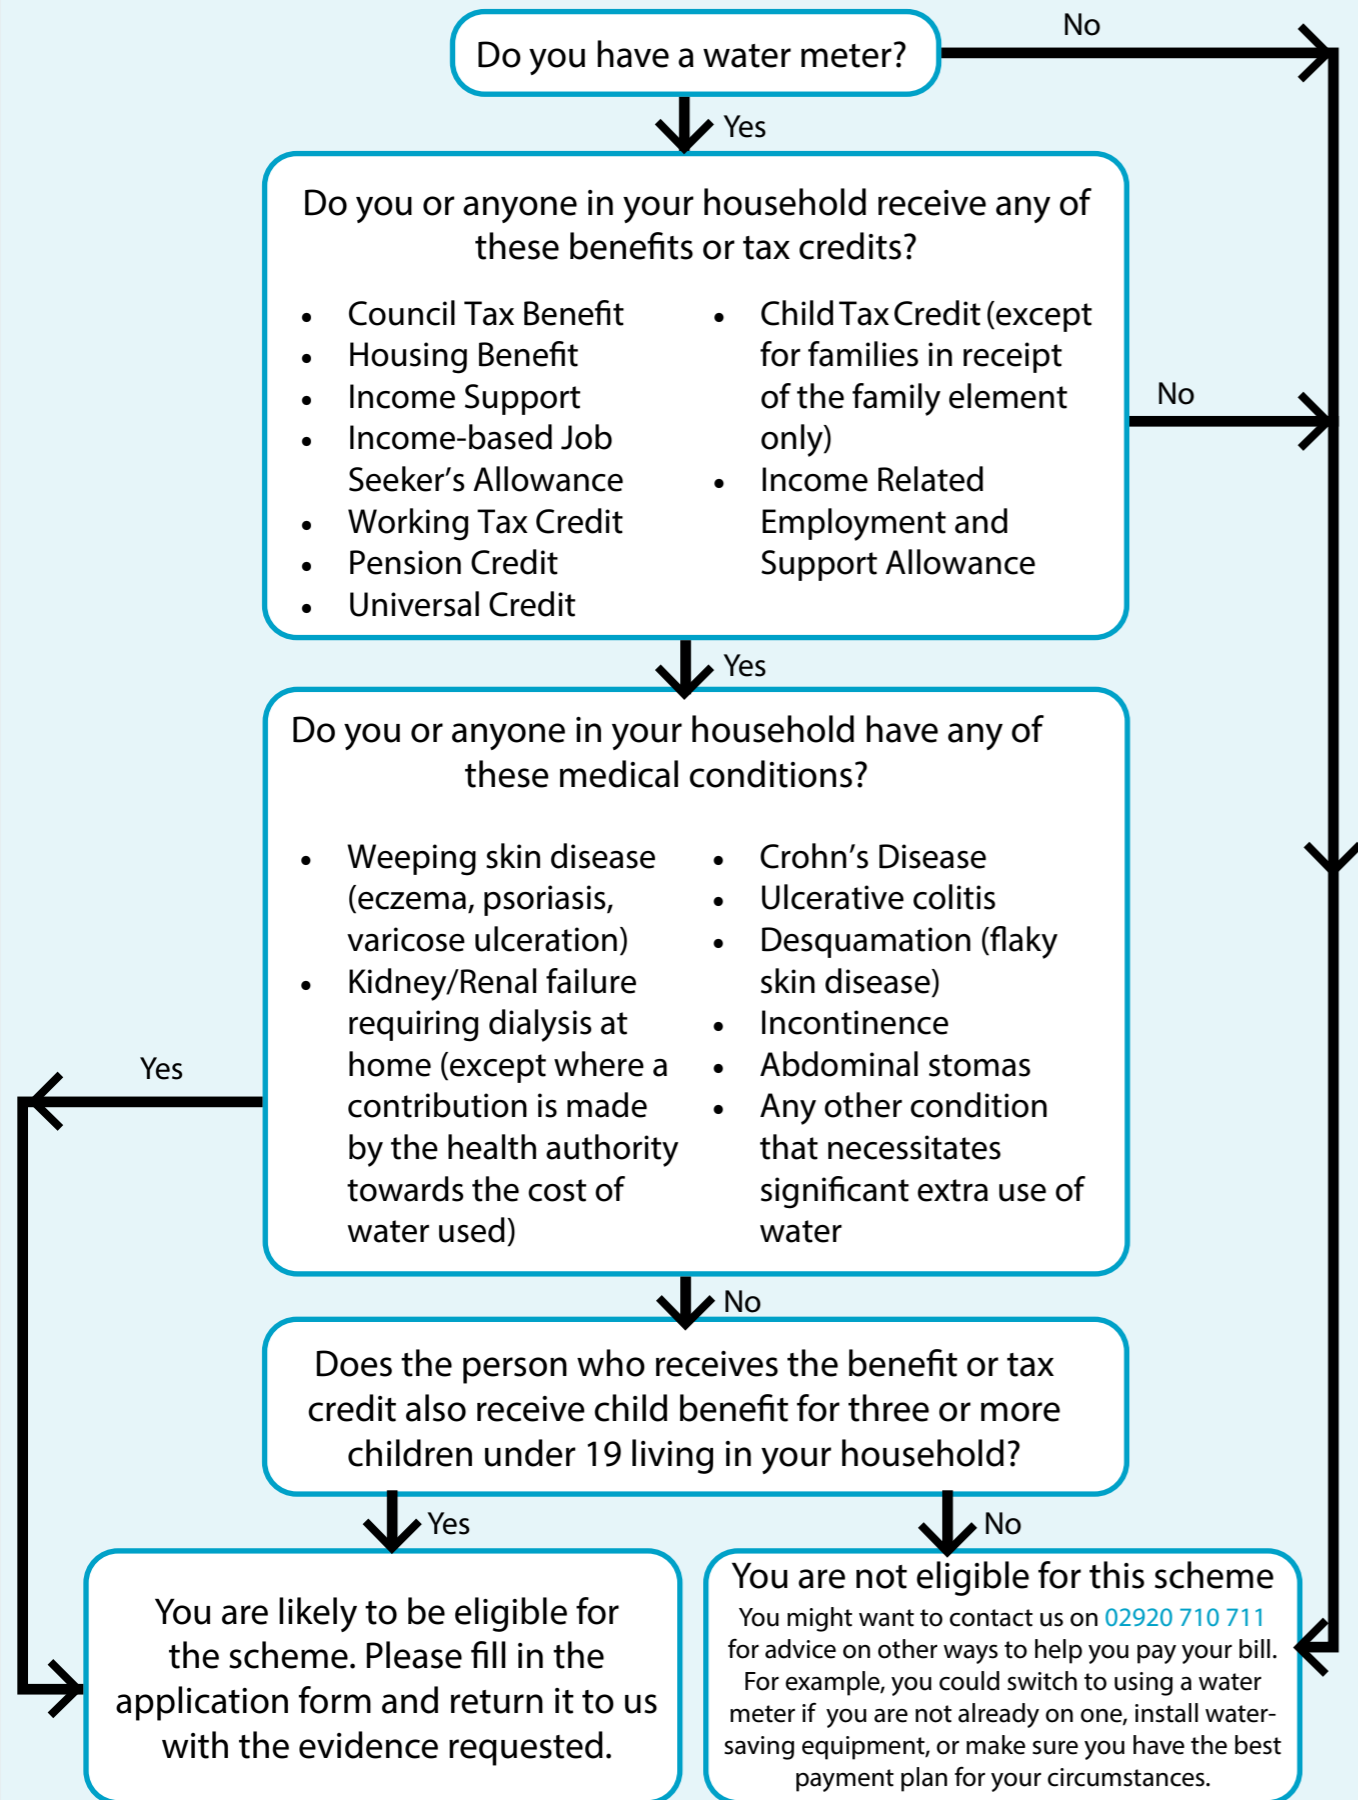 Do you have a water meter?
No
Yes
Do you or anyone in your household receive any of
these benefits or tax credits?
• Council Tax Benefit
• Housing Benefit
• Income Support
• Income-based Job
Seeker’s Allowance
• Working Tax Credit
• Pension Credit
• Universal Credit
• Child Tax Credit (except
for families in receipt
of the family element
only)
• Income Related
Employment and
Support Allowance
No
Yes
Do you or anyone in your household have any of
these medical conditions?
• Weeping skin disease
(eczema, psoriasis,
varicose ulceration)
• Kidney/Renal failure
requiring dialysis at
home (except where a
contribution is made
by the health authority
towards the cost of
water used)
• Crohn’s Disease
• Ulcerative colitis
• Desquamation (flaky
skin disease)
• Incontinence
• Abdominal stomas
• Any other condition
that necessitates
significant extra use of
water
Yes
No
Does the person who receives the benefit or tax
credit also receive child benefit for three or more
children under 19 living in your household?
Yes
No
You are likely to be eligible for
the scheme. Please fill in the
application form and return it to us
with the evidence requested.
You are not eligible for this scheme
You might want to contact us on 02920 710 711
for advice on other ways to help you pay your bill.
For example, you could switch to using a water
meter if you are not already on one, install water-
saving equipment, or make sure you have the best
payment plan for your circumstances.